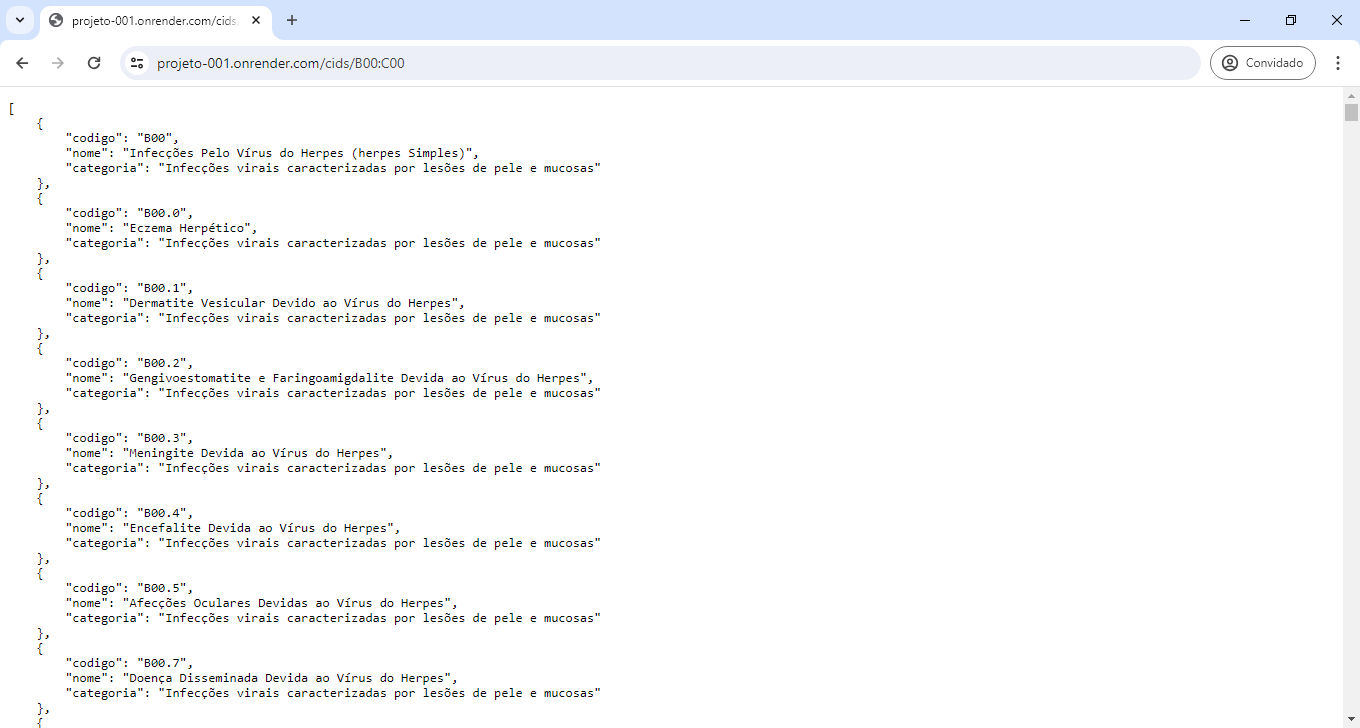 projeto-001.onrender.com/cids
projeto-001.onrender.com/cids/B00:C00
Convidado
[
    {
        "codigo": "B00",
        "nome": "Infecções Pelo Vírus do Herpes (herpes Simples)",
        "categoria": "Infecções virais caracterizadas por lesões de pele e mucosas"
    },
    {
        "codigo": "B00.0",
        "nome": "Eczema Herpético",
        "categoria": "Infecções virais caracterizadas por lesões de pele e mucosas"
    },
    {
        "codigo": "B00.1",
        "nome": "Dermatite Vesicular Devido ao Vírus do Herpes",
        "categoria": "Infecções virais caracterizadas por lesões de pele e mucosas"
    },
    {
        "codigo": "B00.2",
        "nome": "Gengivoestomatite e Faringoamigdalite Devida ao Vírus do Herpes",
        "categoria": "Infecções virais caracterizadas por lesões de pele e mucosas"
    },
    {
        "codigo": "B00.3",
        "nome": "Meningite Devida ao Vírus do Herpes",
        "categoria": "Infecções virais caracterizadas por lesões de pele e mucosas"
    },
    {
        "codigo": "B00.4",
        "nome": "Encefalite Devida ao Vírus do Herpes",
        "categoria": "Infecções virais caracterizadas por lesões de pele e mucosas"
    },
    {
        "codigo": "B00.5",
        "nome": "Afecções Oculares Devidas ao Vírus do Herpes",
        "categoria": "Infecções virais caracterizadas por lesões de pele e mucosas"
    },
    {
        "codigo": "B00.7",
        "nome": "Doença Disseminada Devida ao Vírus do Herpes",
        "categoria": "Infecções virais caracterizadas por lesões de pele e mucosas"
    },
    {